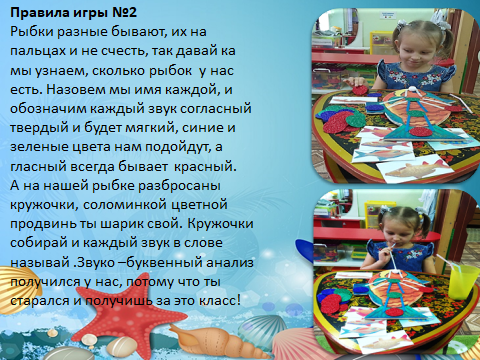 Правила игры №2
Рыбки разные бывают, их на
пальцах и не счесть, так давай ка
мы узнаем, сколько рыбок  у нас
есть. Назовем мы имя каждой, и
обозначим каждый звук согласный
твердый и будет мягкий, синие и
зеленые цвета нам подойдут, а
гласный всегда бывает красный.
А на нашей рыбке разбросаны
кружочки, соломинкой цветной
продвинь ты шарик свой. Кружочки
собирай и каждый звук в слове
называй .Звуко –буквенный анализ
получился у нас, потому что ты
старался и получишь за это класс!